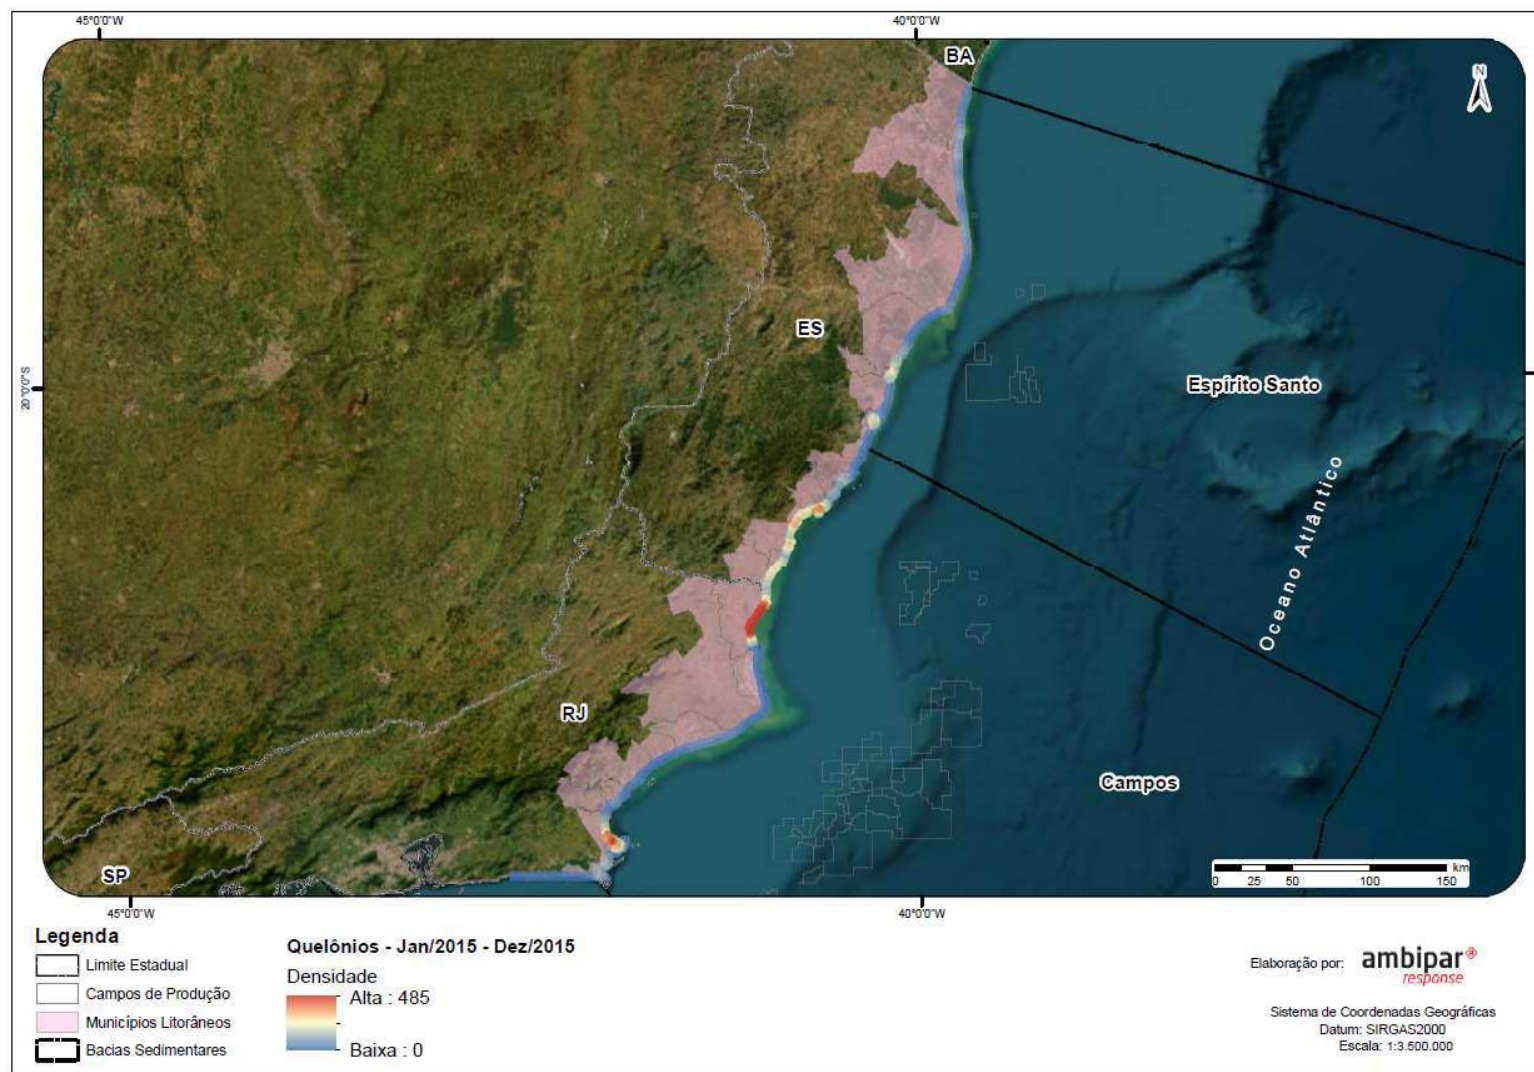 45°0'0"W
40°0'0"W
BA
N
ES
20°0'0"S
Espírito Santo
Oceano Atlântico
RJ
Campos
SP
km
0 25 50 100 150
45°0'0"W
40°0'0"W
Legenda
Limite Estadual
Campos de Produção
Municípios Litorâneos
Bacias Sedimentares
Quelônios - Jan/2015 - Dez/2015
Densidade
Alta : 485
Baixa : 0
Elaboração por:
ambipar®
response
Sistema de Coordenadas Geográficas
Datum: SIRGAS2000
Escala: 1:3.500.000